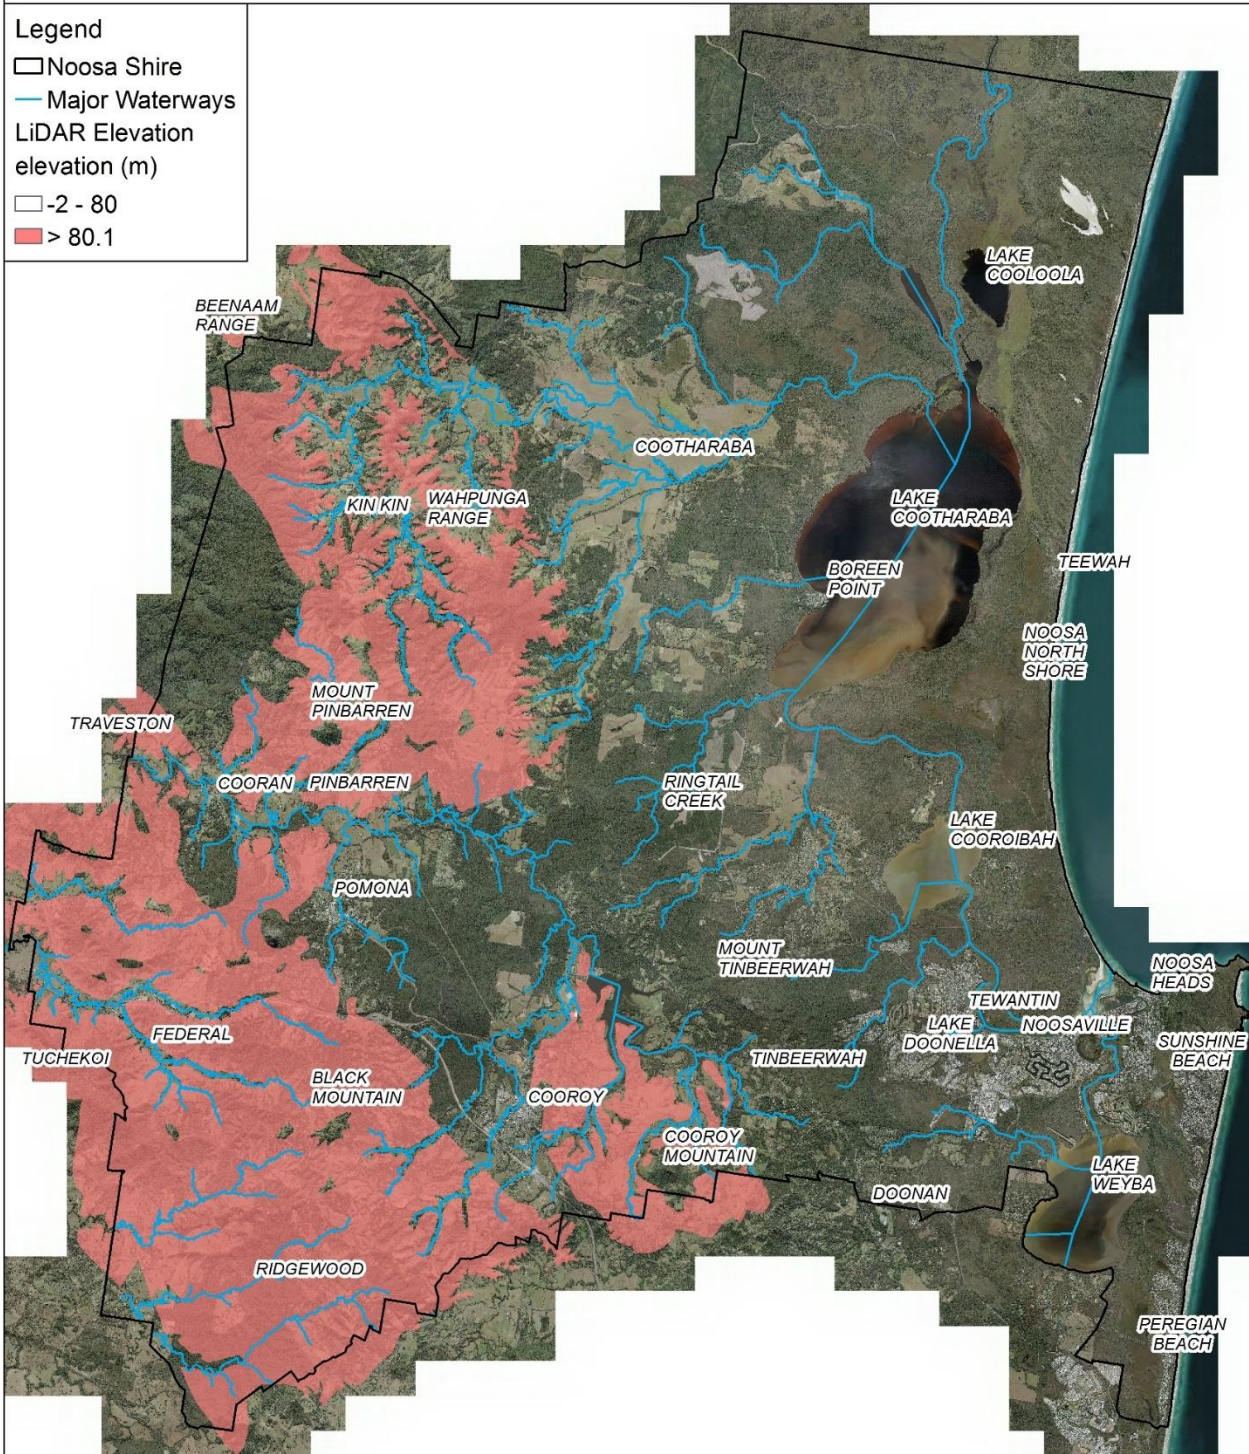 Legend
Noosa Shire
Major Waterways
LiDAR Elevation
elevation (m)
-2 - 80
> 80.1
LAKE
COOLOOLA
BEENAAM
RANGE
COOTHARABA
KIN KIN
WAHPUNGA
RANGE
LAKE
COOTHARABA
BOREEN
POINT
TEEWAH
NOOSA
NORTH
SHORE
MOUNT
PINBARREN
TRAVESTON
COORAN
PINBARREN
RINGTAIL
CREEK
LAKE
COOROIBAH
POMONA
MOUNT
TINBEERWAH
NOOSA
HEADS
TEWANTIN
LAKE
DOONELLA
NOOSAVILLE
SUNSHINE
BEACH
FEDERAL
TUCHEKOI
TINBEERWAH
BLACK
MOUNTAIN
COOROY
COOROY
MOUNTAIN
LAKE
WEYBA
DOONAN
RIDGEWOOD
PEREGIAN
BEACH